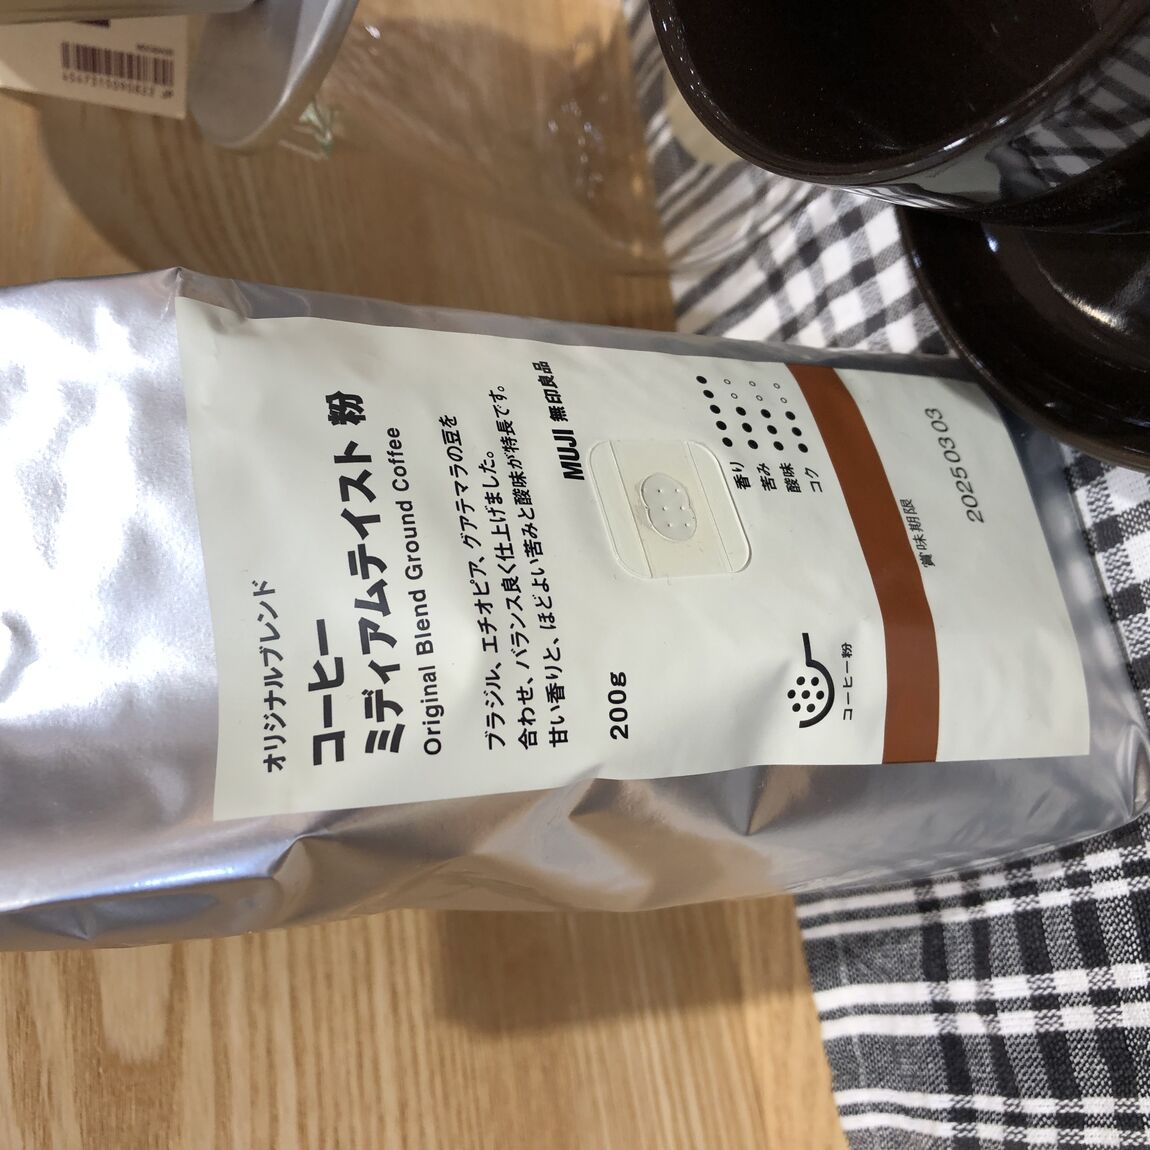 オリジナルブレンド
コーヒー
ミディアムテイスト 粉
Original Blend Ground Coffee
ブラジル、エチオピア、グアテマラの豆を
合わせ、バランス良く仕上げました。
甘い香りと、ほどよい苦みと酸味が特長です。
200g
MUJI 無印良品
香り
苦み
酸味
コク
コーヒー粉
賞味期限
2025 03 03